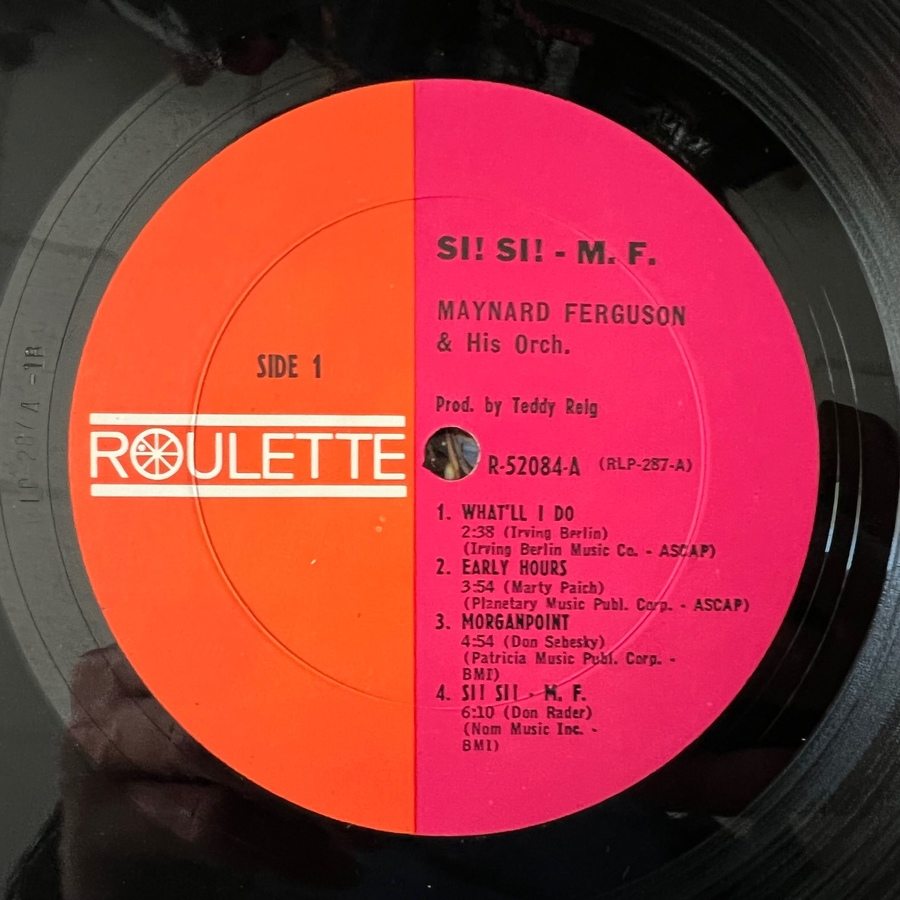 SI! SI! - M. F.
MAYNARD FERGUSON
& His Orch.
SIDE 1
Prod. by Teddy Reig
ROULETTE
R-52084-A (RLP-287-A)
1. WHAT'LL I DO
2:38 (Irving Berlin)
(Irving Berlin Music Co. - ASCAP)
2. EARLY HOURS
3:54 (Marty Paich)
(Planetary Music Publ. Corp. - ASCAP)
3. MORGANPOINT
4:54 (Don Sebesky)
(Patricia Music Publ. Corp. -
BMI)
4. SI! SI! - M. F.
6:10 (Don Rader)
(Nom Music Inc. -
BMI)